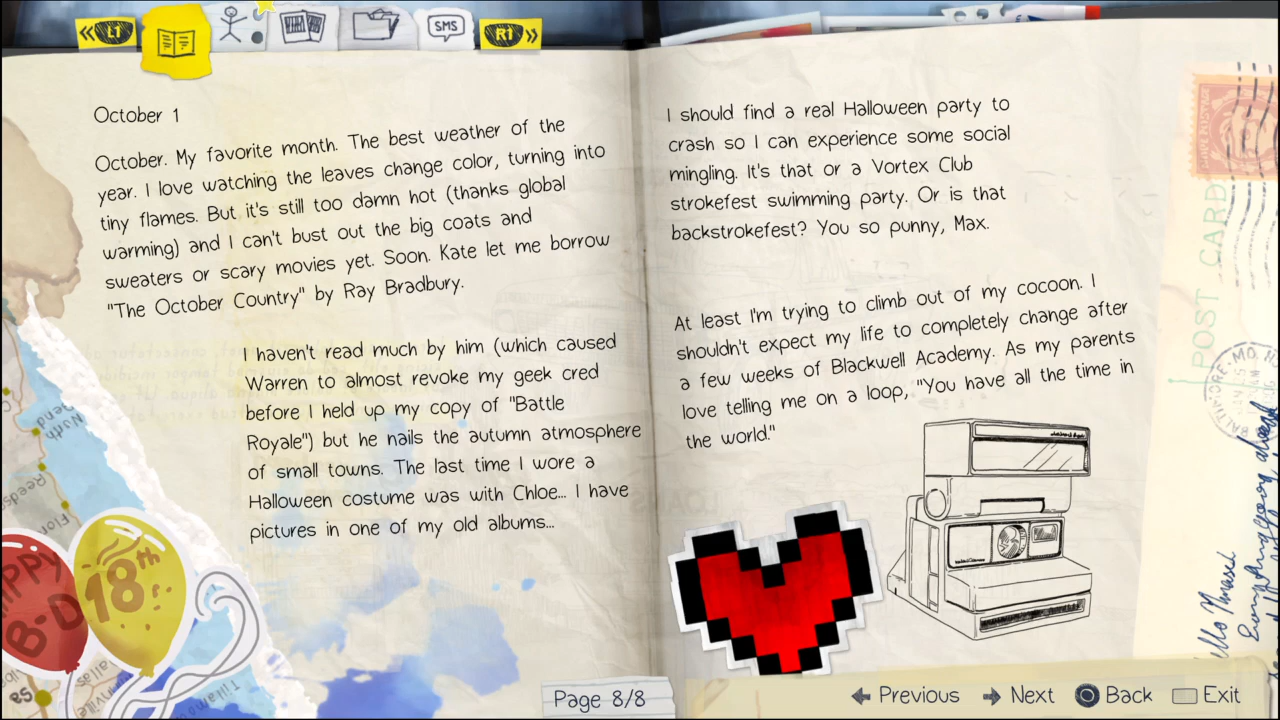 L1
SMS
R1
October 1
October. My favorite month. The best weather of the
year. I love watching the leaves change color, turning into
tiny flames. But it's still too damn hot (thanks global
warming) and I can't bust out the big coats and
sweaters or scary movies yet. Soon. Kate let me borrow
"The October Country" by Ray Bradbury.
I haven't read much by him (which caused
Warren to almost revoke my geek cred
before I held up my copy of "Battle
Royale") but he nails the autumn atmosphere
of small towns. The last time I wore a
Halloween costume was with Chloe... I have
pictures in one of my old albums...
I should find a real Halloween party to
crash so I can experience some social
mingling. It's that or a Vortex Club
strokefest swimming party. Or is that
backstrokefest? You so punny, Max.
At least I'm trying to climb out of my cocoon. I
shouldn't expect my life to completely change after
a few weeks of Blackwell Academy. As my parents
love telling me on a loop, "You have all the time in
the world."
18th
POST CARD
North
Bend
Page 8/8
Previous
Next
Back
Exit